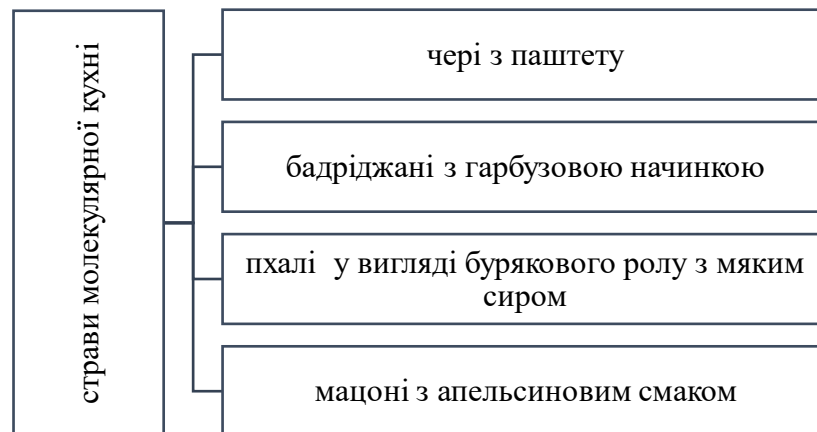 страви молекулярної кухні
чері з паштету
бадріджані з гарбузовою начинкою
пхалі у вигляді бурякового ролу з мяким
сиром
мацоні з апельсиновим смаком